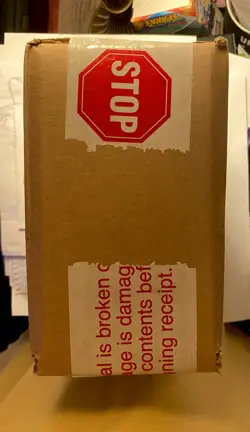 STOP
al is broken o
ge is damag
contents bef
ning receipt.